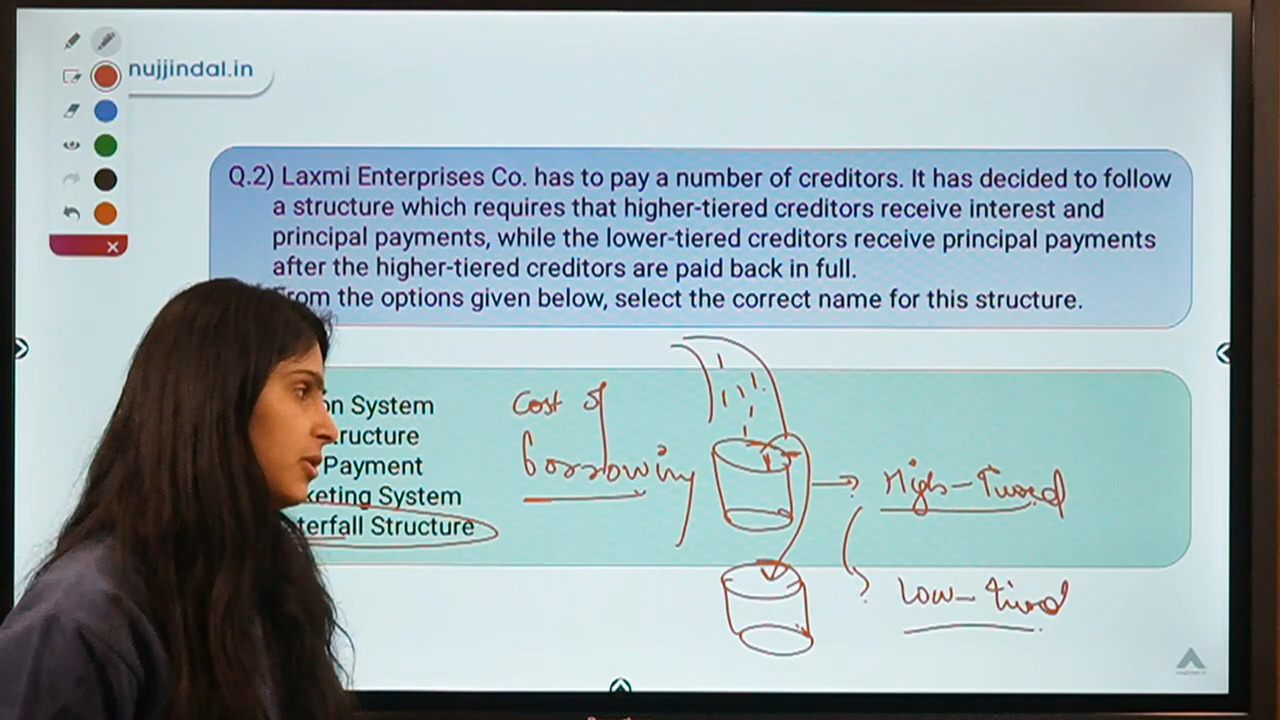 nujjindal.in
Q.2) Laxmi Enterprises Co. has to pay a number of creditors. It has decided to follow
a structure which requires that higher-tiered creditors receive interest and
principal payments, while the lower-tiered creditors receive principal payments
after the higher-tiered creditors are paid back in full.
From the options given below, select the correct name for this structure.
on System
ructure
Payment
keting System
terfall Structure
Cost of
borrowing
High-Tiered
Low-tiered